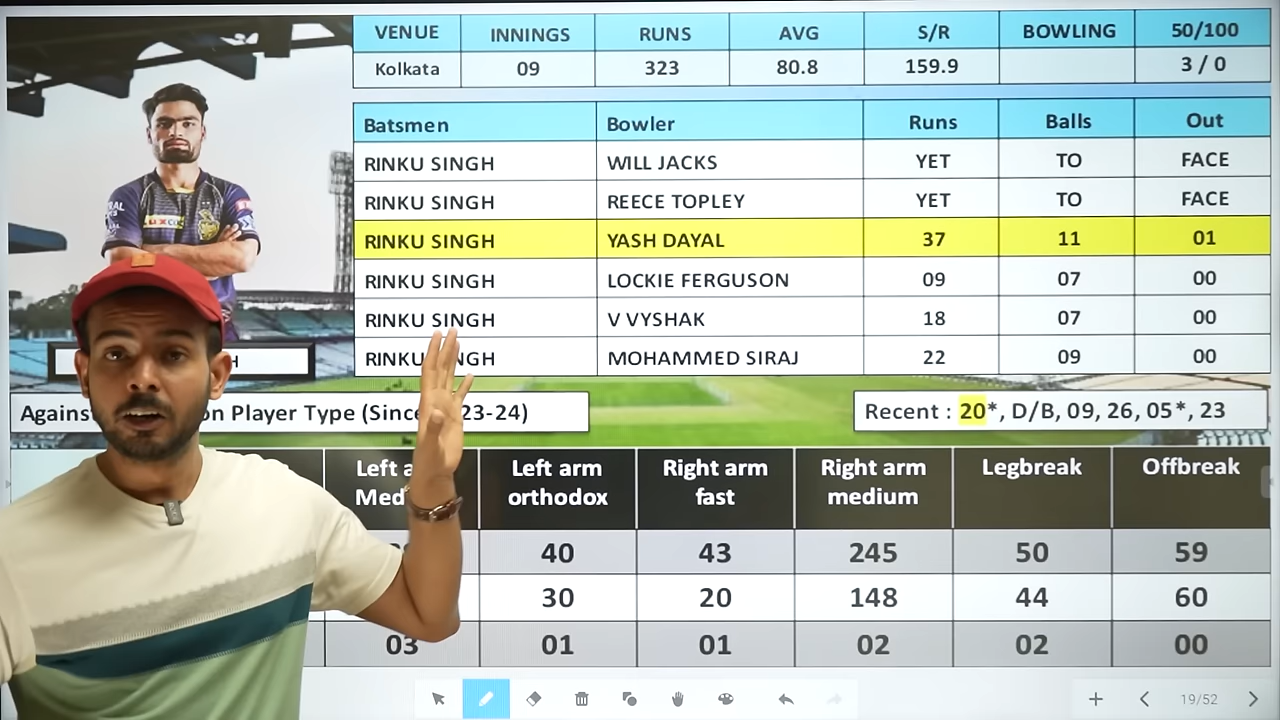 VENUE INNINGS RUNS AVG S/R BOWLING 50/100
Kolkata 09 323 80.8 159.9 3 / 0
Batsmen Bowler Runs Balls Out
RINKU SINGH WILL JACKS YET TO FACE
RINKU SINGH REECE TOPLEY YET TO FACE
RINKU SINGH YASH DAYAL 37 11 01
RINKU SINGH LOCKIE FERGUSON 09 07 00
RINKU SINGH V VYSHAK 18 07 00
RINKU MOHAMMED SIRAJ 22 09 00
Player Type (Since 23-24)
Recent : 20*, D/B, 09, 26, 05*, 23
Left arm Right arm Right arm Legbreak Offbreak
orthodox fast medium
40 43 245 50 59
30 20 148 44 60
03 01 01 02 02 00
19/52